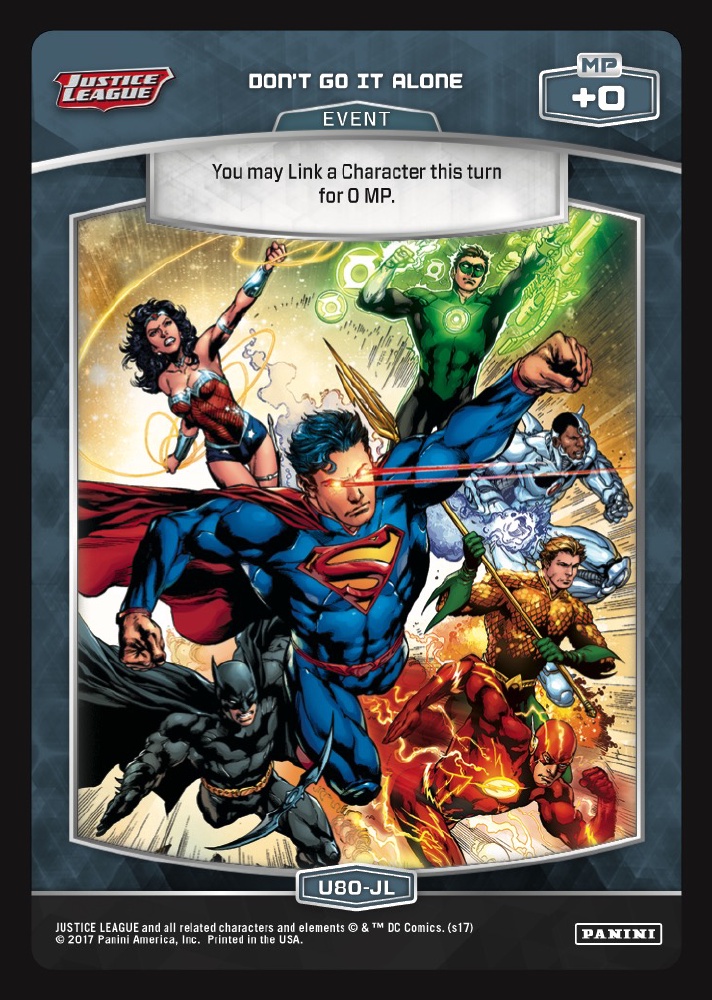 JUSTICE
LEAGUE
DON'T GO IT ALONE
MP
+0
EVENT
You may Link a Character this turn
for 0 MP.
S
U80-JL
JUSTICE LEAGUE and all related characters and elements © & ™ DC Comics. (s17)
© 2017 Panini America, Inc. Printed in the USA.
PANINI